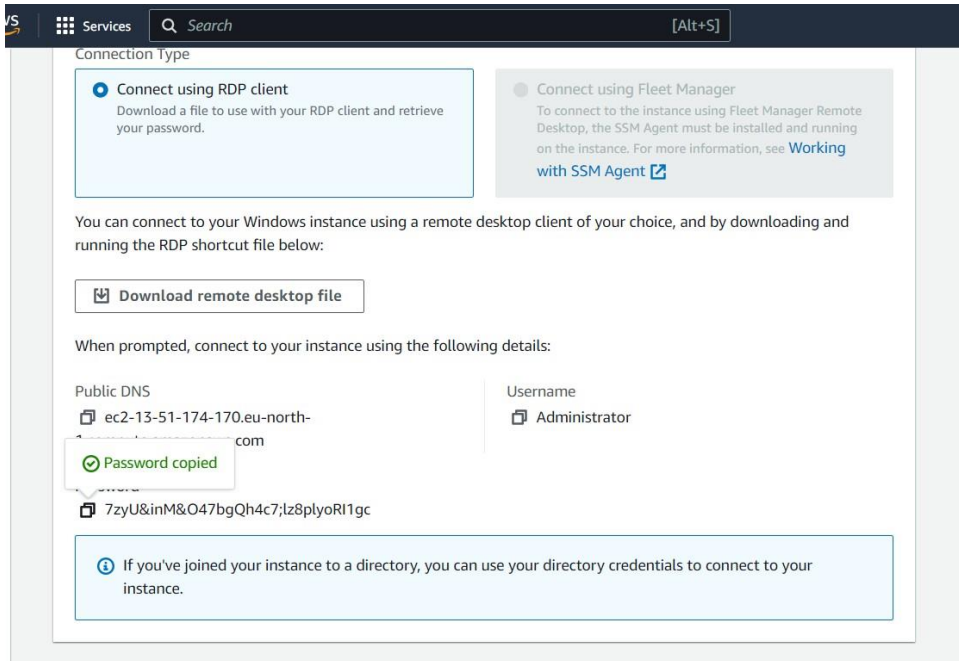 Services
Search [Alt+S]
Connection Type
Connect using RDP client
Download a file to use with your RDP client and retrieve
your password.
Connect using Fleet Manager
To connect to the instance using Fleet Manager Remote
Desktop, the SSM Agent must be installed and running
on the instance. For more information, see Working
with SSM Agent
You can connect to your Windows instance using a remote desktop client of your choice, and by downloading and
running the RDP shortcut file below:
Download remote desktop file
When prompted, connect to your instance using the following details:
Public DNS
ec2-13-51-174-170.eu-north-
com
Username
Administrator
Password copied
7zyU&inM&O47bgQh4c7;lz8plyoRI1gc
If you've joined your instance to a directory, you can use your directory credentials to connect to your
instance.